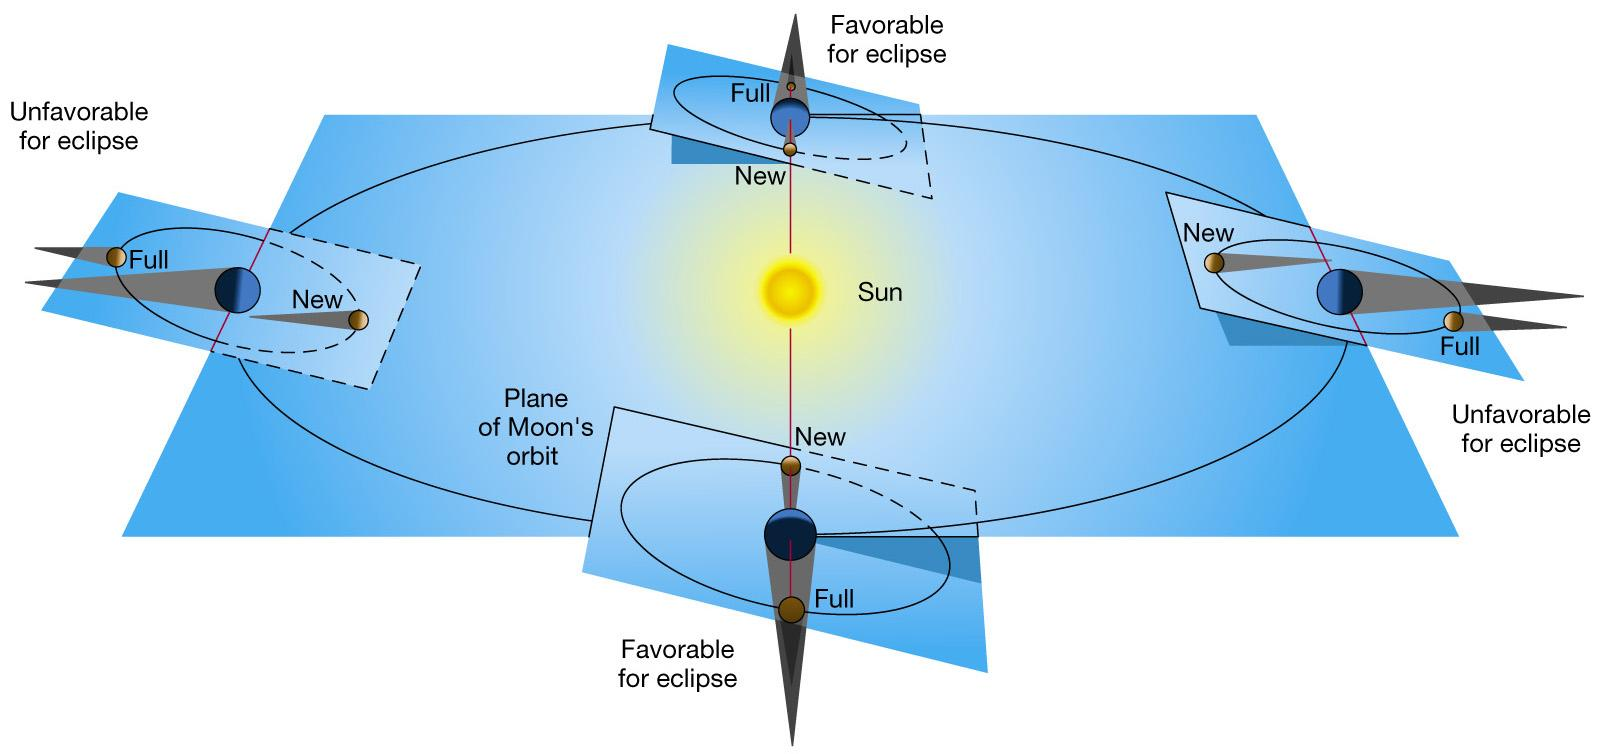 Favorable
for eclipse
Full
New
Unfavorable
for eclipse
Full
New
Sun
New
Full
Unfavorable
for eclipse
Plane
of Moon's
orbit
New
Full
Favorable
for eclipse